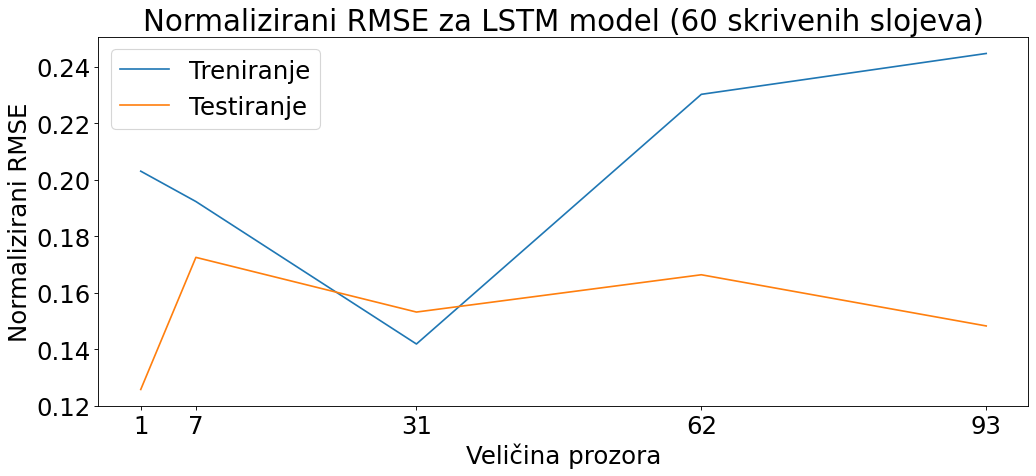 Normalizirani RMSE za LSTM model (60 skrivenih slojeva)
Treniranje
Testiranje
Normalizirani RMSE
0.24
0.22
0.20
0.18
0.16
0.14
0.12
1 7 31 62 93
Veličina prozora